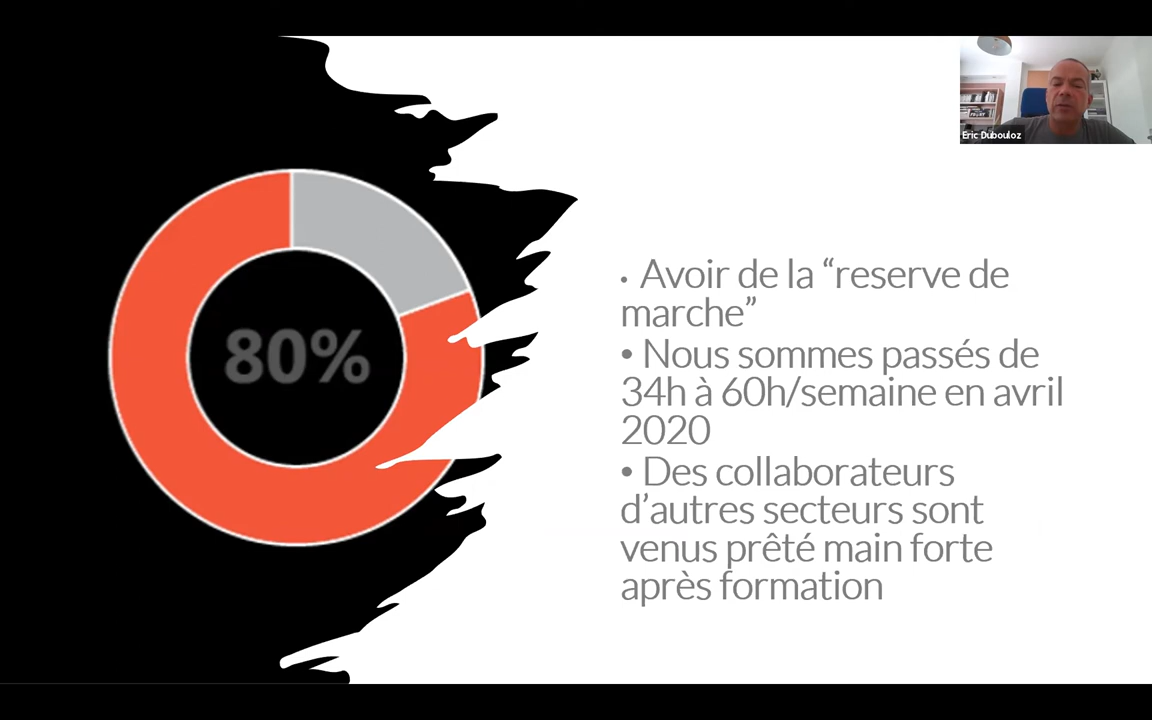 Eric Dubouloz
80%
• Avoir de la “reserve de
marche”
• Nous sommes passés de
34h à 60h/semaine en avril
2020
• Des collaborateurs
d’autres secteurs sont
venus prêté main forte
après formation